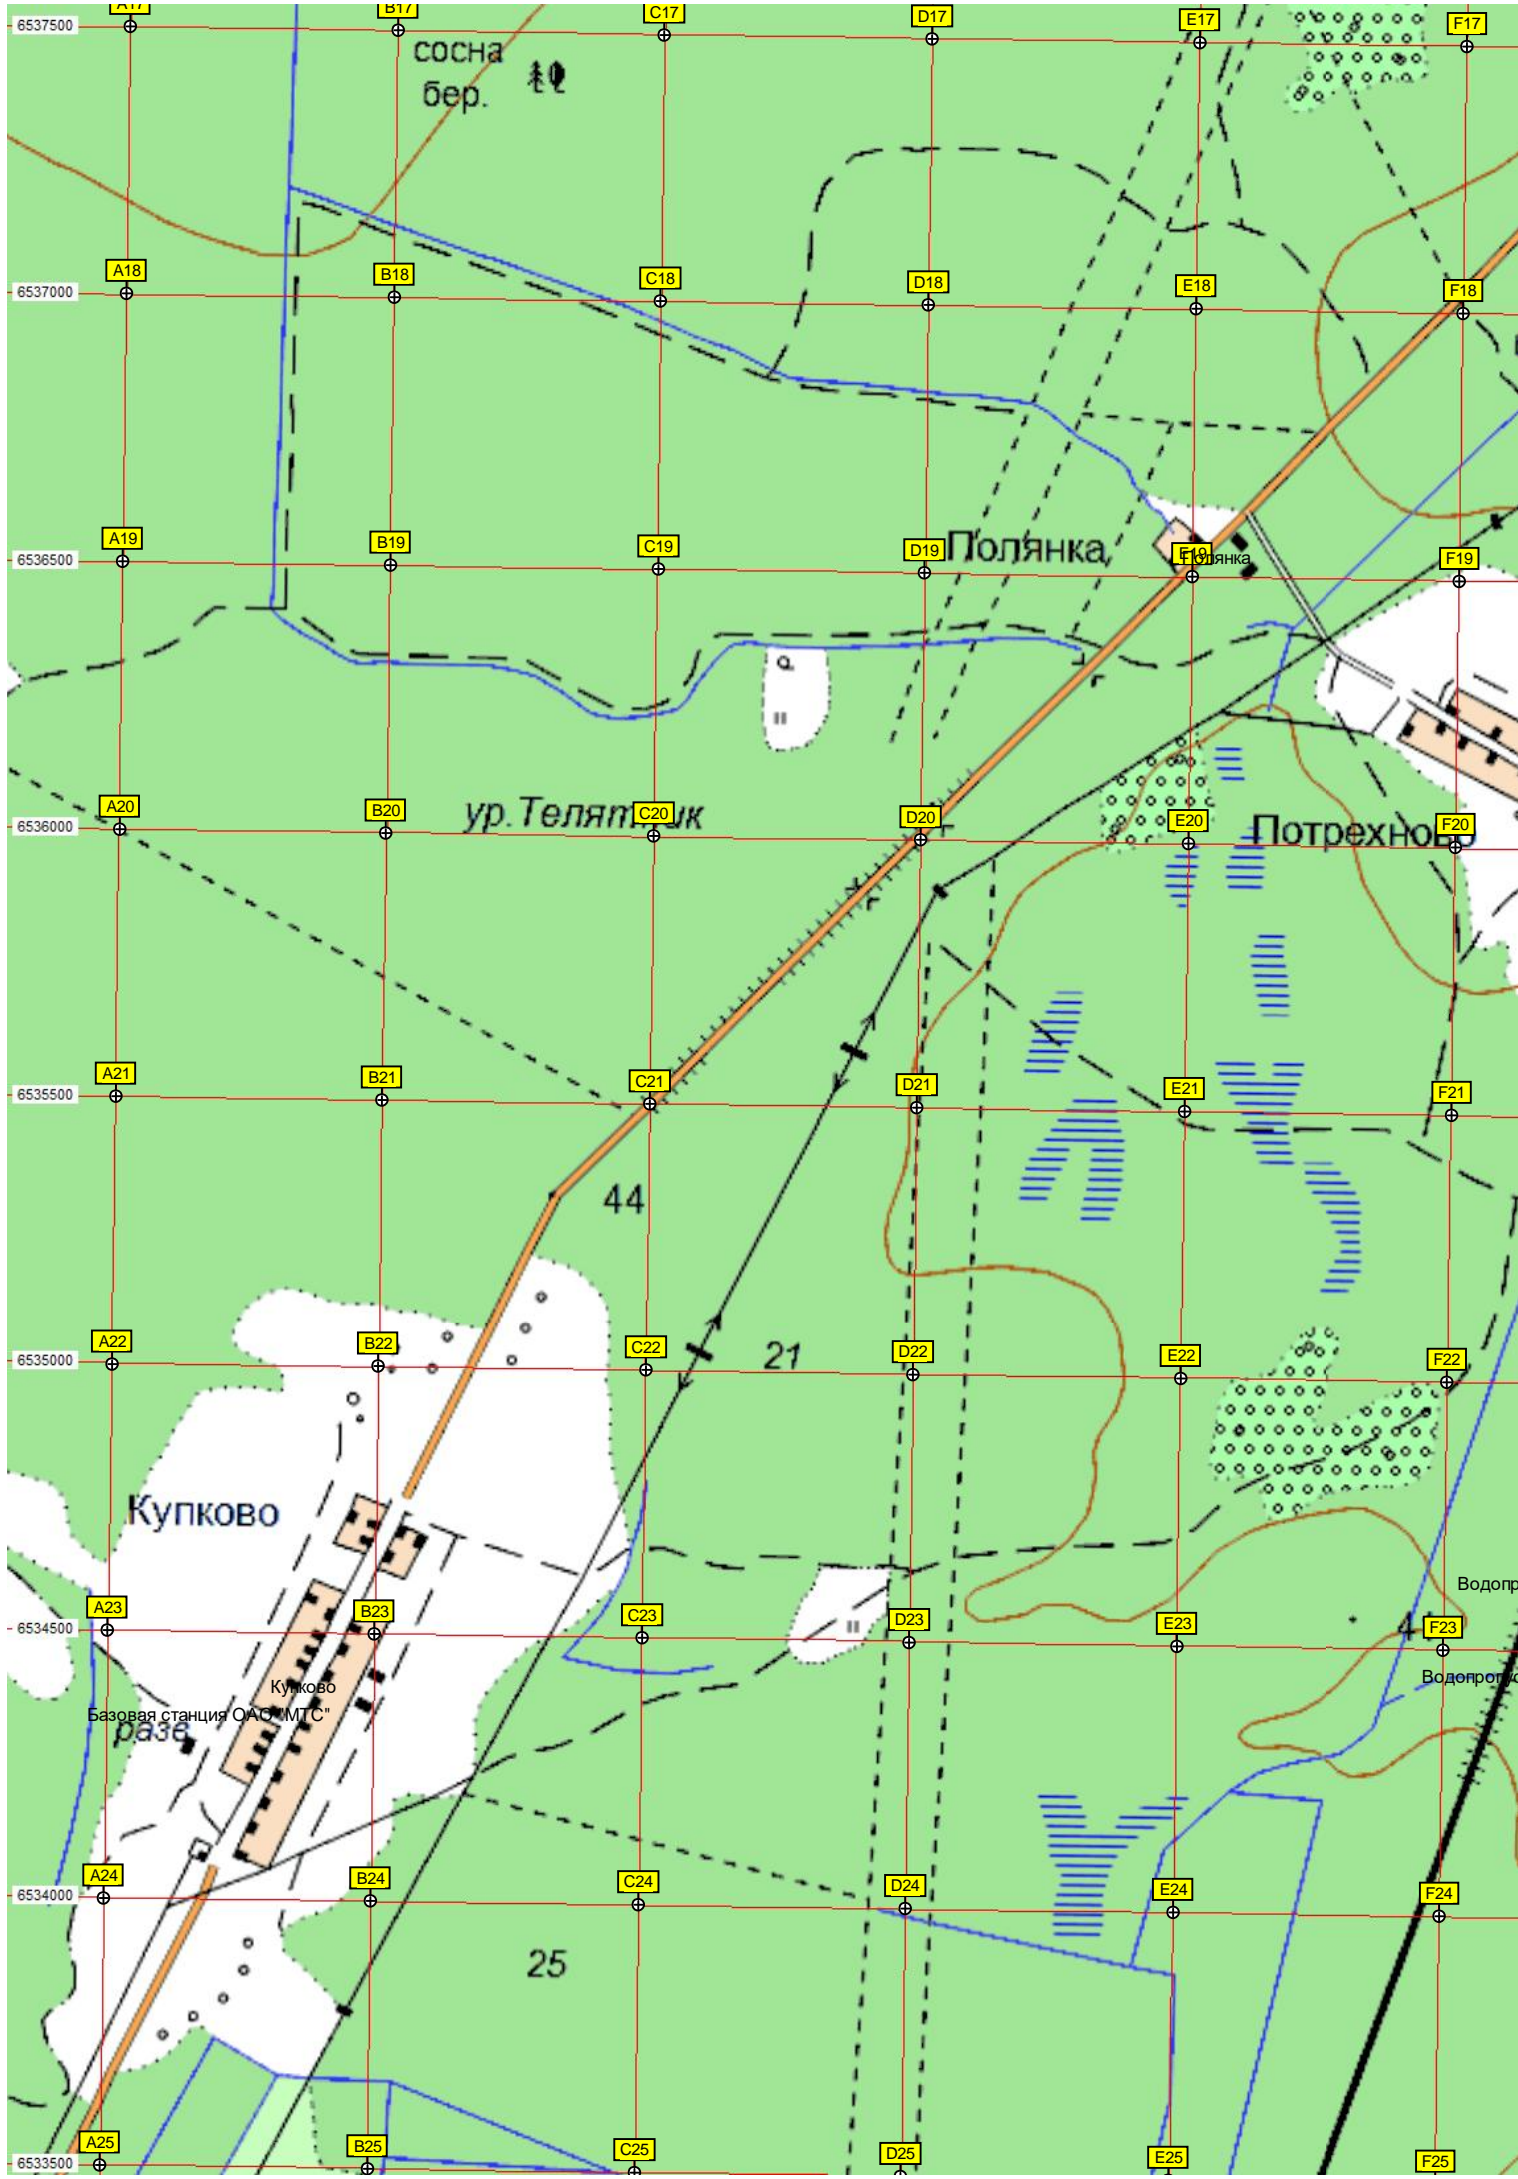 A17 B17 C17 D17 E17 F17
6537500
сосна
бер.
A18 B18 C18 D18 E18 F18
6537000
A19 B19 C19 D19 E19 F19
6536500
Полянка
Полянка
A20 B20 C20 D20 E20 F20
6536000
Потрехново
A21 B21 C21 D21 E21 F21
6535500
44
A22 B22 C22 D22 E22 F22
6535000
21
Купково
A23 B23 C23 D23 E23 F23
6534500
Купково
Базовая станция ОАО "МТС"
разв.
A24 B24 C24 D24 E24 F24
6534000
25
A25 B25 C25 D25 E25 F25
6533500